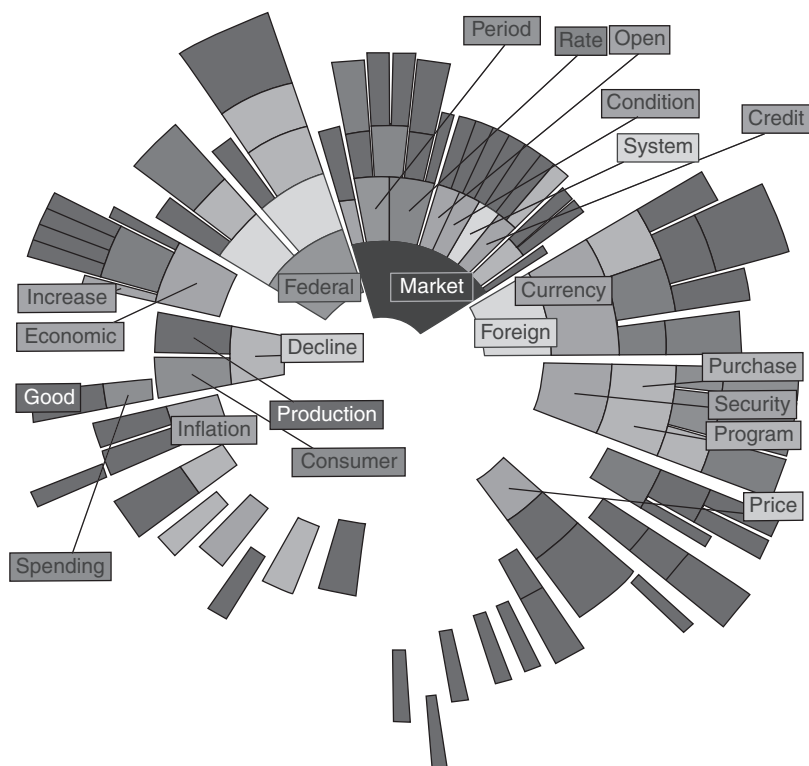 Period
Rate
Open
Condition
Credit
System
Federal
Market
Currency
Increase
Foreign
Economic
Decline
Purchase
Good
Security
Production
Inflation
Program
Consumer
Price
Spending